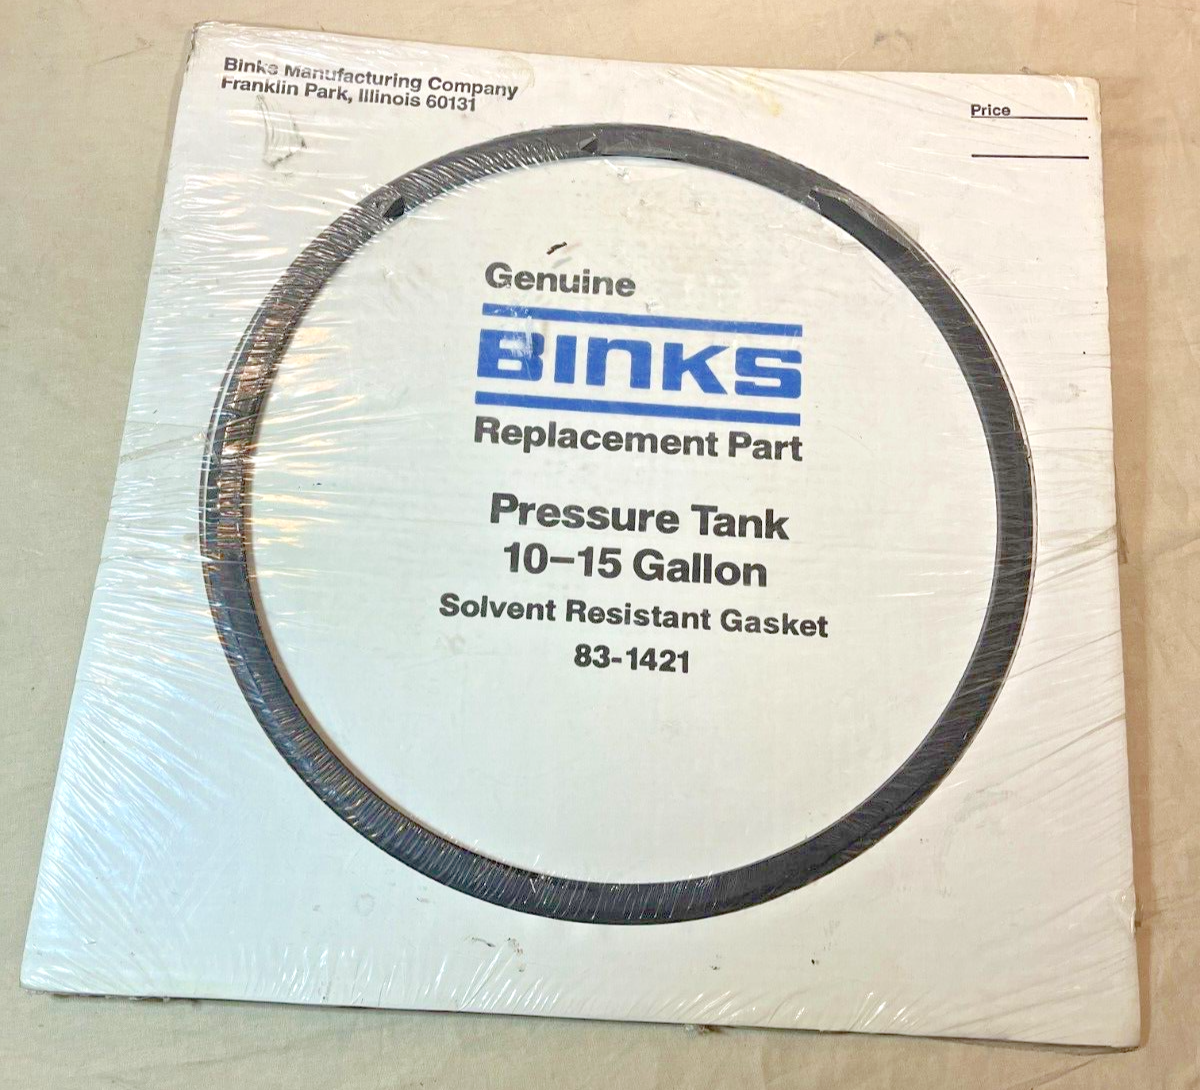 Binks Manufacturing Company
Franklin Park, Illinois 60131
Price
Genuine
BINKS
Replacement Part
Pressure Tank
10–15 Gallon
Solvent Resistant Gasket
83-1421